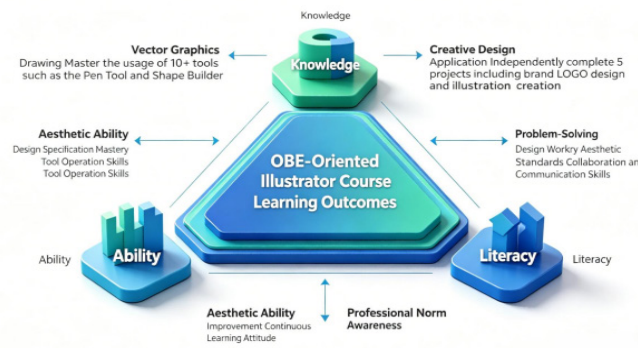 Knowledge
Vector Graphics
Drawing Master the usage of 10+ tools
such as the Pen Tool and Shape Builder
Knowledge
Creative Design
Application Independently complete 5
projects including brand LOGO design
and illustration creation
Aesthetic Ability
Design Specification Mastery
Tool Operation Skills
Tool Operation Skills
OBE-Oriented
Illustrator Course
Learning Outcomes
Problem-Solving
Design Workry Aesthetic
Standards Collaboration an
Communication Skills
Ability
Ability
Literacy
Literacy
Aesthetic Ability
Improvement Continuous
Learning Attitude
Professional Norm
Awareness